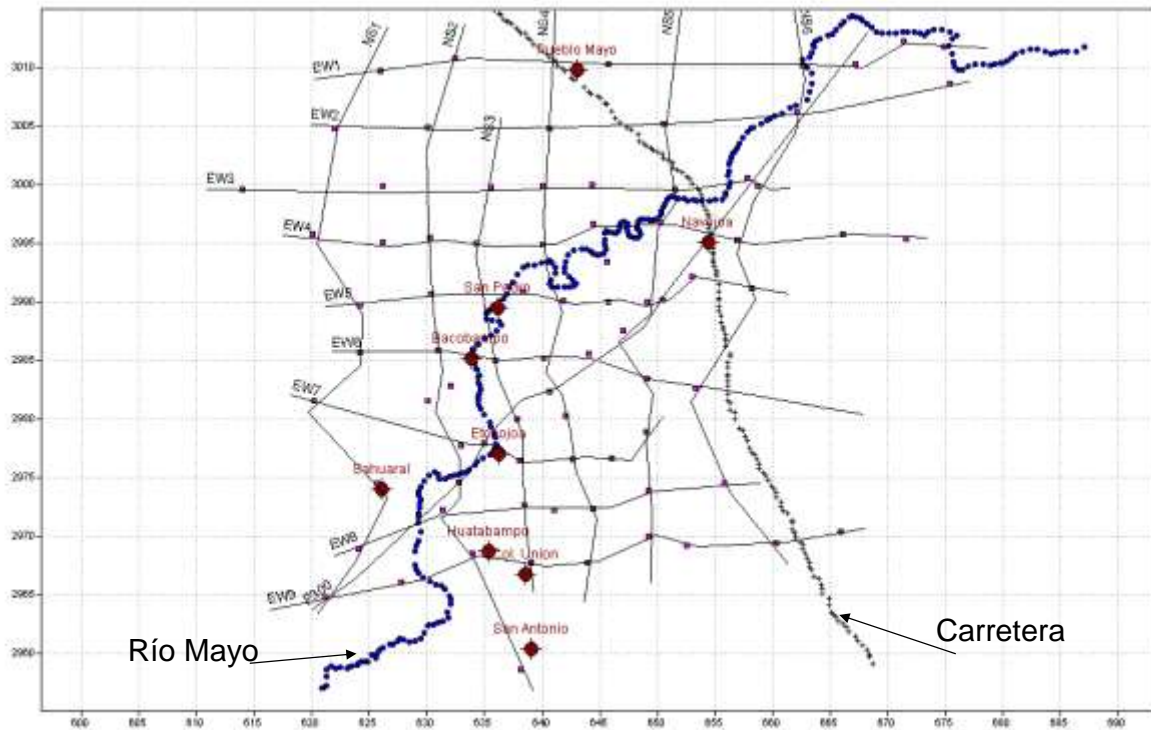 NS1
NS2
NS4
NS5
Pueblo Mayo
EW1
3010
EW2
3005
NS3
EW3
3000
EW4
Navojoa
2995
San Pedro
EW5
2990
Bacobampo
EW6
2985
EW7
2980
Etchojoa
Bahuaral
2975
Huatabampo
EW8
2970
Col. Union
EW9
2965
San Antonio
Río Mayo
Carretera
2960
600 605 610 615 620 625 630 635 640 645 650 655 660 665 670 675 680 685 690